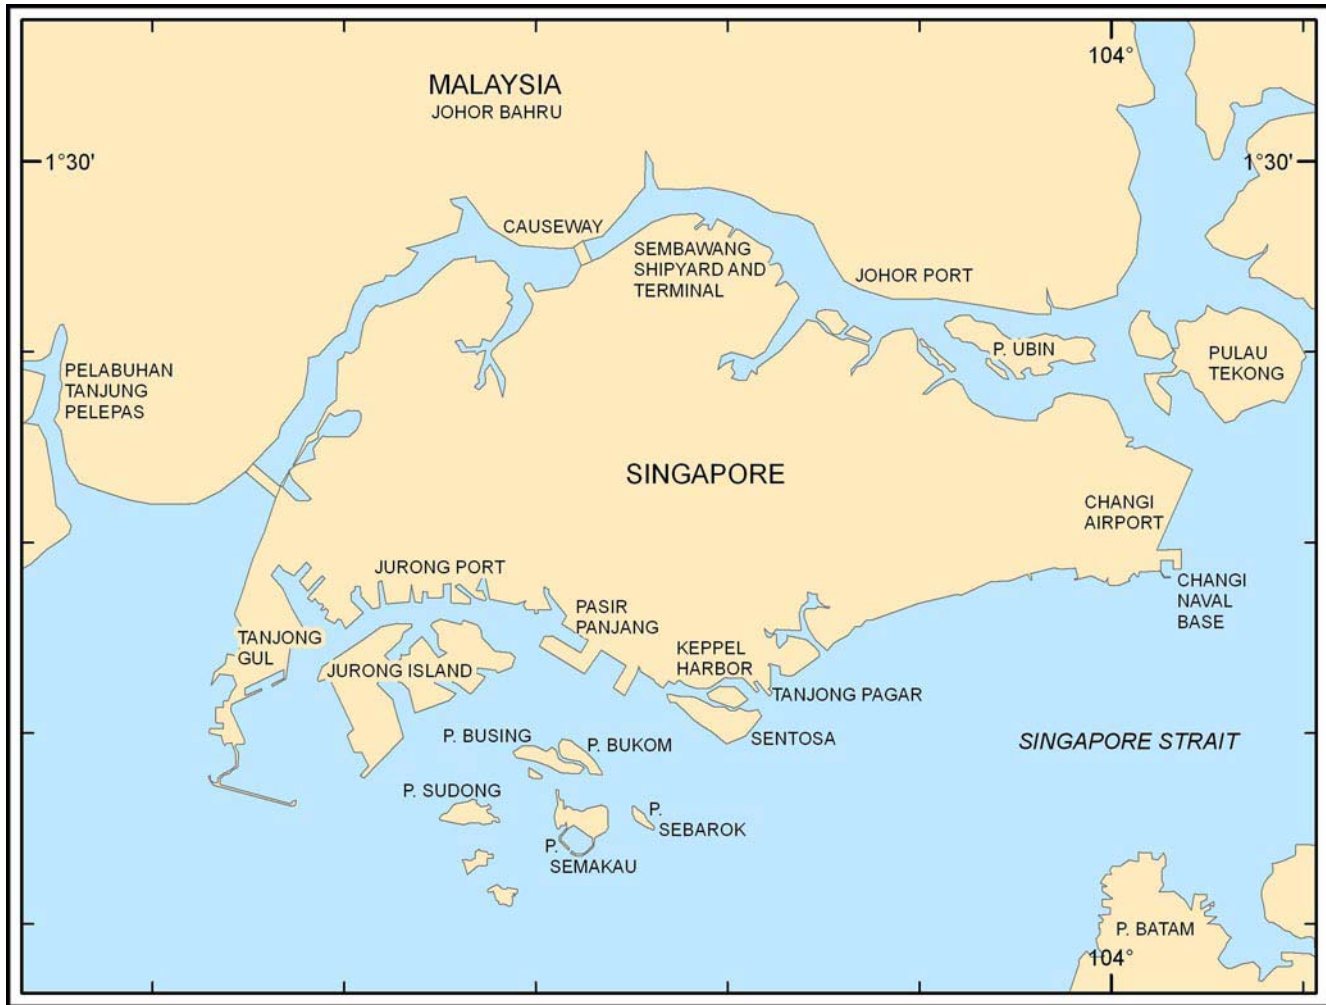 104°
MALAYSIA
JOHOR BAHRU
1°30'
1°30'
CAUSEWAY
SEMBAWANG
SHIPYARD AND
TERMINAL
JOHOR PORT
P. UBIN
PULAU
TEKONG
PELABUHAN
TANJUNG
PELEPAS
SINGAPORE
CHANGI
AIRPORT
JURONG PORT
CHANGI
NAVAL
BASE
PASIR
PANJANG
TANJONG
GUL
KEPPEL
HARBOR
JURONG ISLAND
TANJONG PAGAR
P. BUSING
P. BUKOM
SENTOSA
SINGAPORE STRAIT
P. SUDONG
P.
SEBAROK
P.
SEMAKAU
P. BATAM
104°